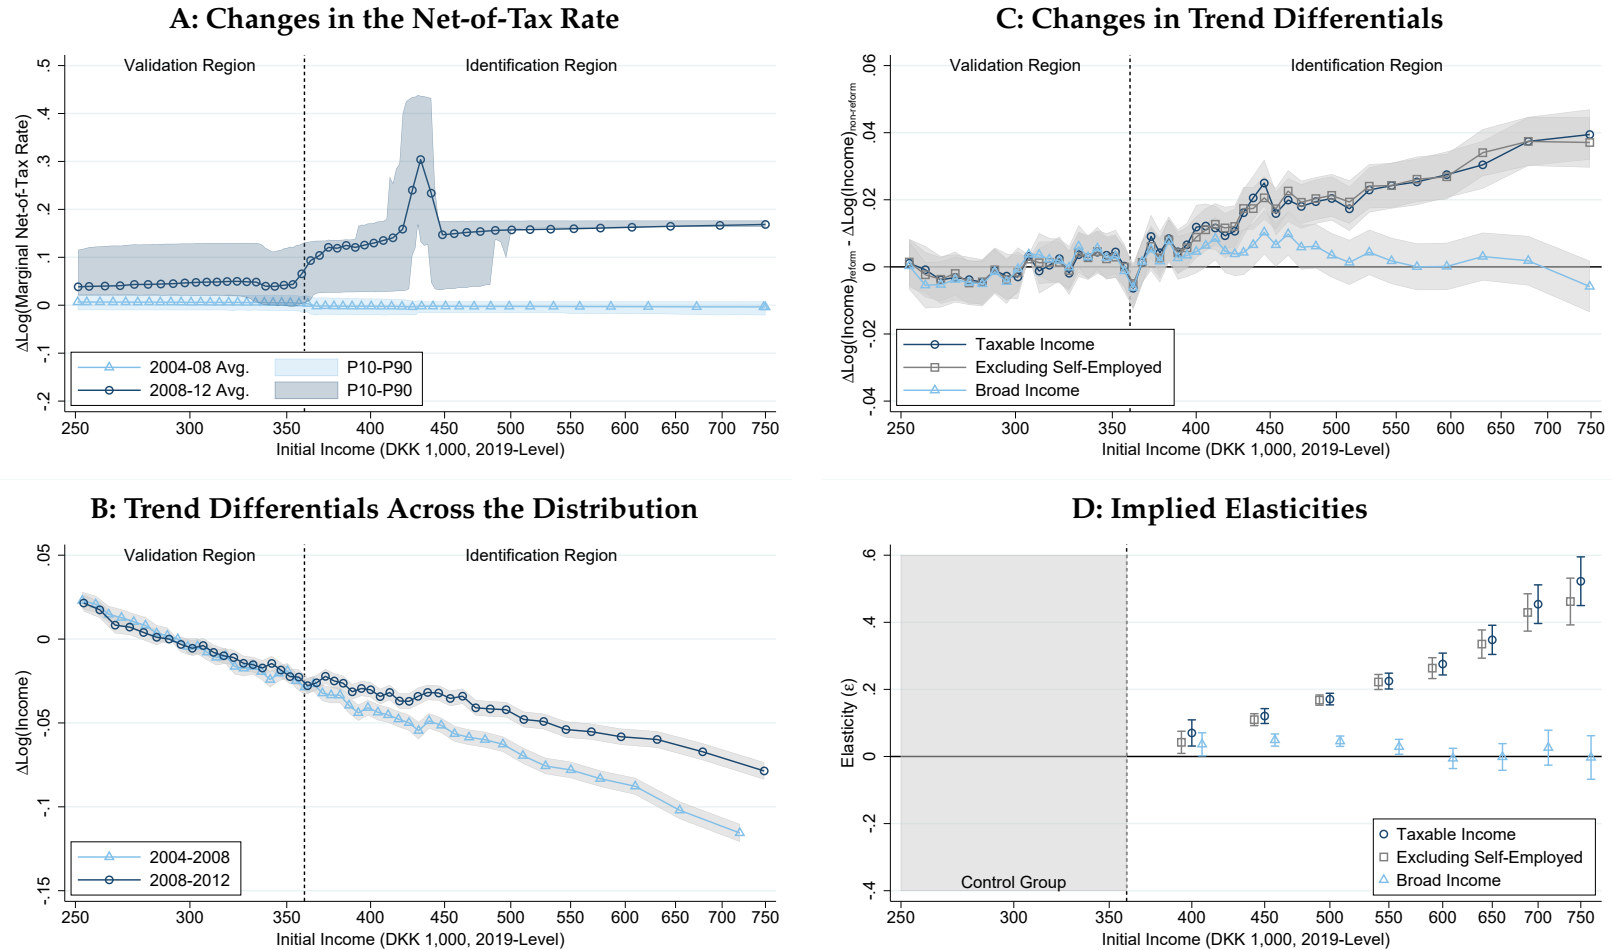 A: Changes in the Net-of-Tax Rate
ΔLog(Marginal Net-of-Tax Rate)
.5
.4
.3
.2
.1
0
-.1
-.2
Validation Region
Identification Region
2004-08 Avg.
P10-P90
2008-12 Avg.
P10-P90
250 300 350 400 450 500 550 600 650 700 750
Initial Income (DKK 1,000, 2019-Level)
C: Changes in Trend Differentials
ΔLog(Income)reform - ΔLog(Income)non-reform
.06
.04
.02
0
-.02
-.04
Validation Region
Identification Region
Taxable Income
Excluding Self-Employed
Broad Income
250 300 350 400 450 500 550 600 650 700 750
Initial Income (DKK 1,000, 2019-Level)
B: Trend Differentials Across the Distribution
ΔLog(Income)
.05
0
-.05
-.1
-.15
Validation Region
Identification Region
2004-2008
2008-2012
250 300 350 400 450 500 550 600 650 700 750
Initial Income (DKK 1,000, 2019-Level)
D: Implied Elasticities
Elasticity (ε)
.6
.4
.2
0
-.2
-.4
Control Group
Taxable Income
Excluding Self-Employed
Broad Income
250 300 350 400 450 500 550 600 650 700 750
Initial Income (DKK 1,000, 2019-Level)